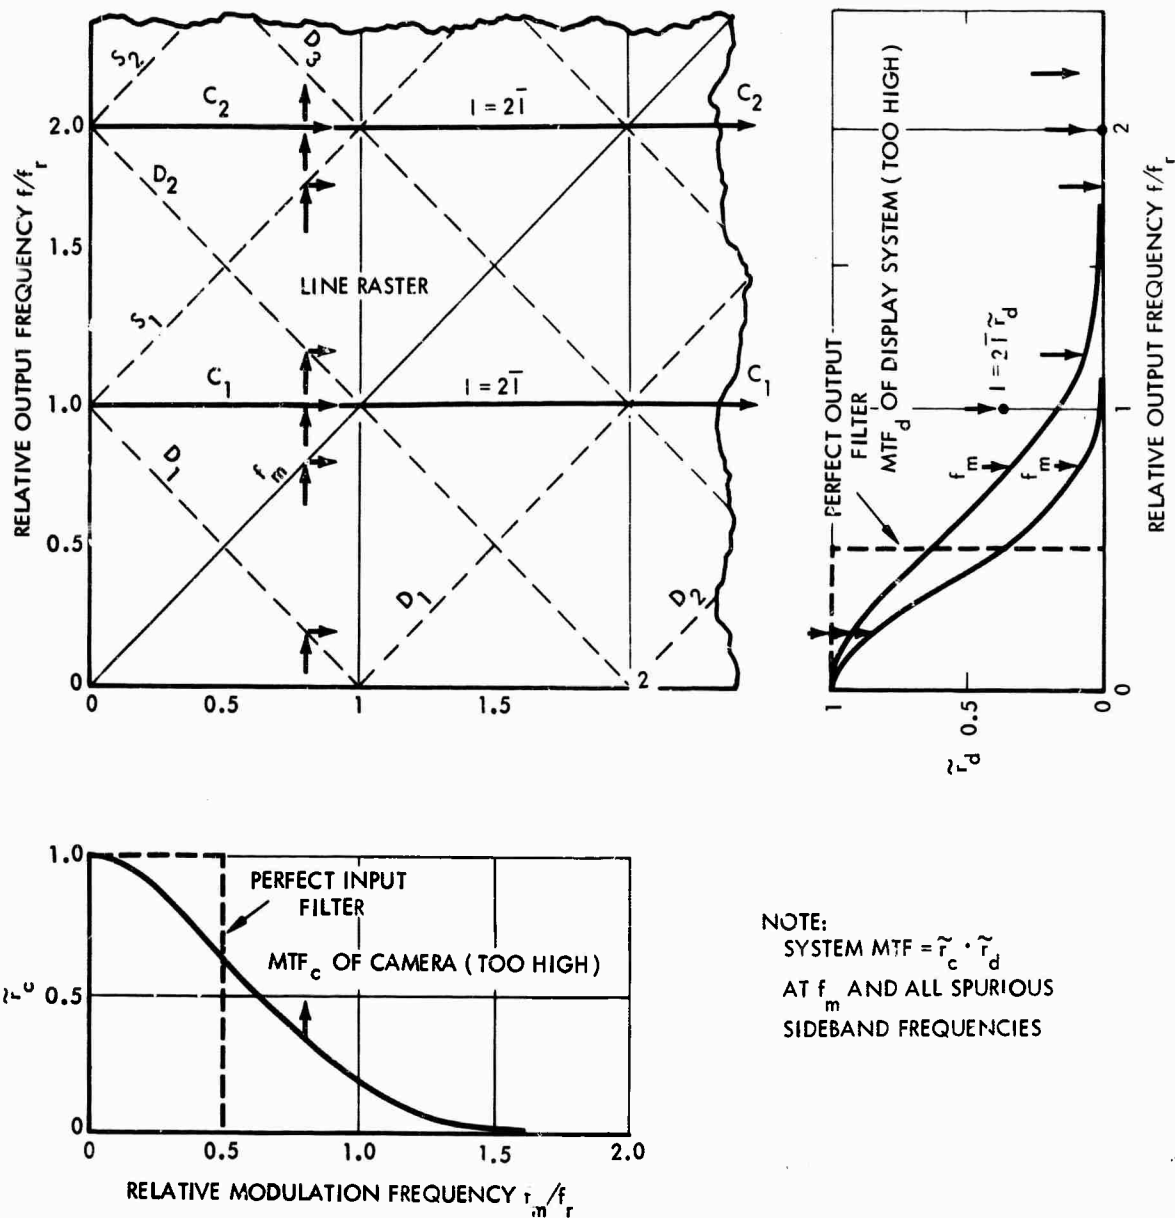 RELATIVE OUTPUT FREQUENCY f/f_r
2.0
1.5
1.0
0.5
0
S_2
D_3
C_2
I = 2Ī
C_2
D_2
LINE RASTER
S_1
C_1
I = 2Ī
C_1
D_1
f_m
D_1
D_2
0
0.5
1
1.5
2
PERFECT OUTPUT
FILTER
MTF_d OF DISPLAY SYSTEM (TOO HIGH)
I = 2Ī r̃_d
f_m
f_m
2
1
0
RELATIVE OUTPUT FREQUENCY f/f_r
1
0.5
0
r̃_d
r̃_c
1.0
0.5
0
PERFECT INPUT
FILTER
MTF_c OF CAMERA (TOO HIGH)
0
0.5
1.0
1.5
2.0
RELATIVE MODULATION FREQUENCY f_m/f_r
NOTE:
SYSTEM MTF = r̃_c · r̃_d
AT f_m AND ALL SPURIOUS
SIDEBAND FREQUENCIES